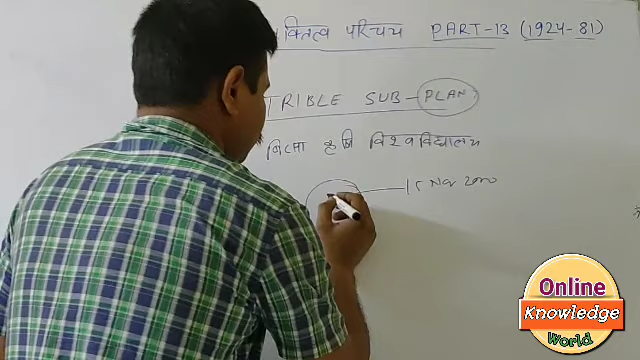 क्तित्व परिचय PART-13 (1924-81)
TRIBLE SUB-PLAN
कृषि विश्वविद्यालय
15 Nov 2000
Online
Knowledge
World